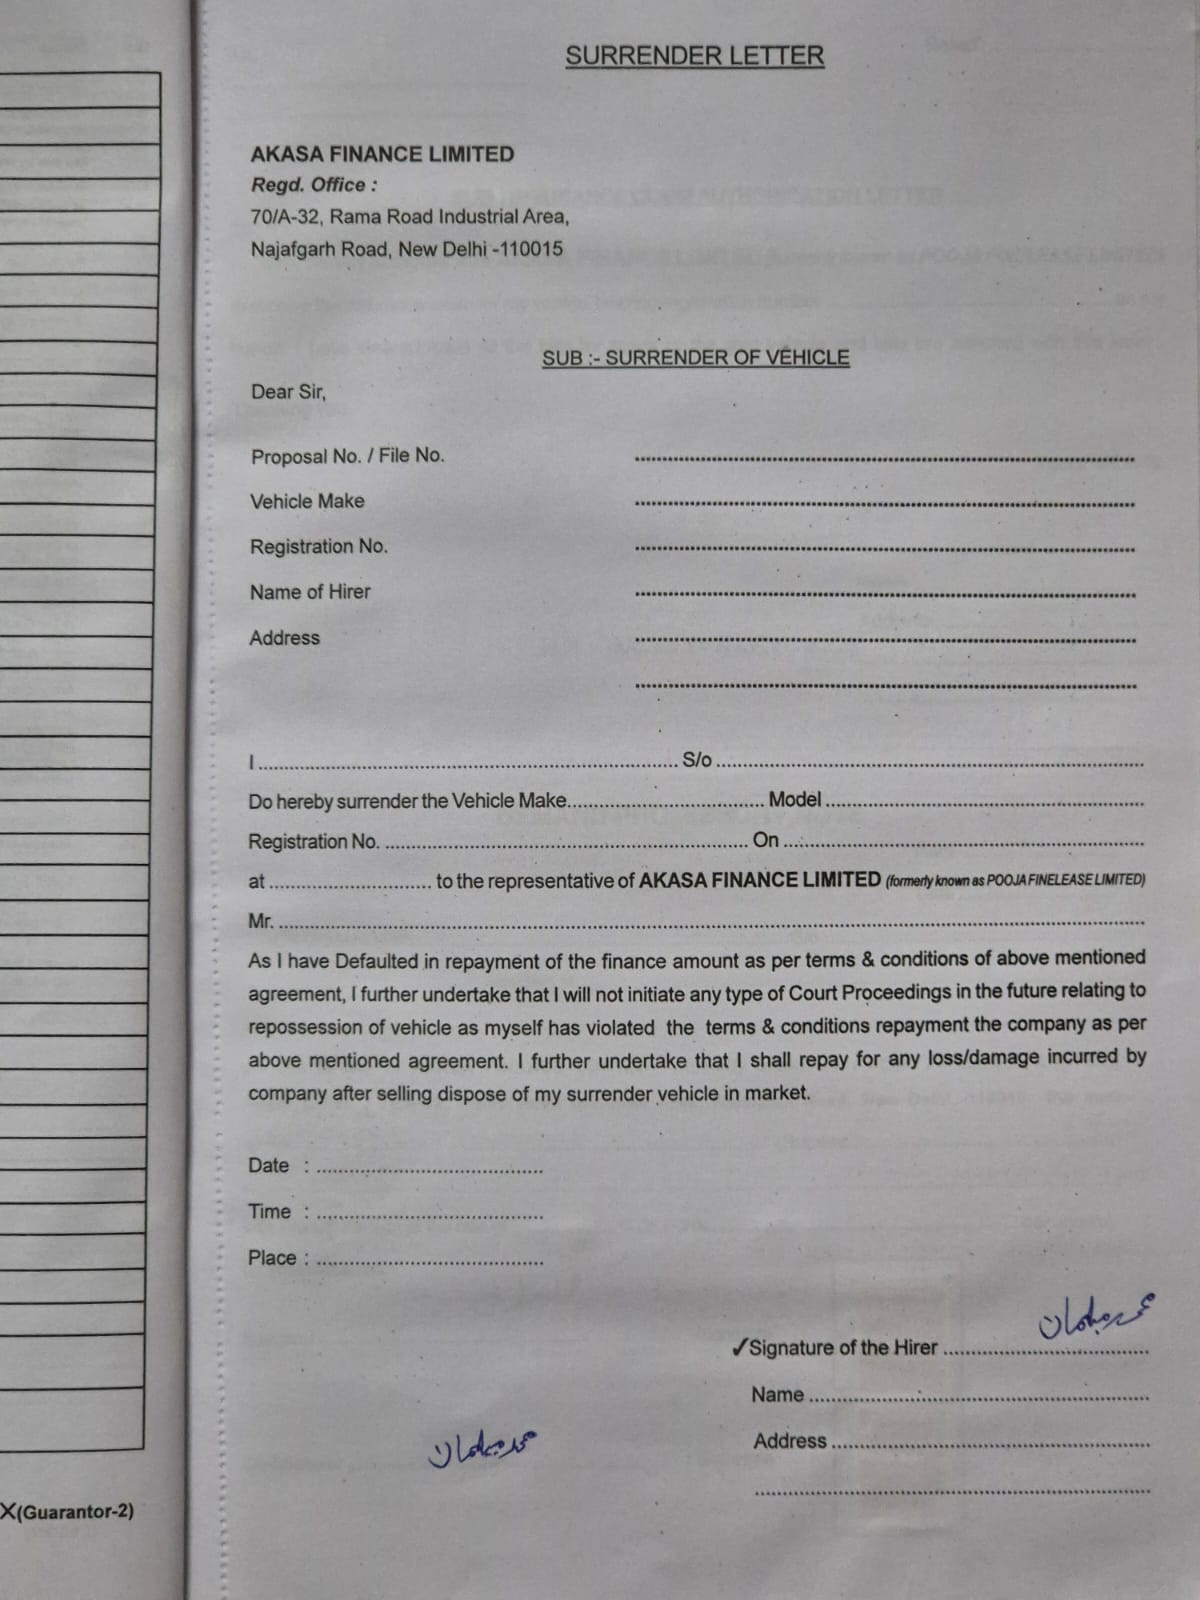 SURRENDER LETTER
AKASA FINANCE LIMITED
Regd. Office :
70/A-32, Rama Road Industrial Area,
Najafgarh Road, New Delhi -110015
SUB :- SURRENDER OF VEHICLE
Dear Sir,
Proposal No. / File No. ........................................
Vehicle Make ........................................
Registration No. ........................................
Name of Hirer ........................................
Address ........................................
........................................
I ........................................ S/o ........................................
Do hereby surrender the Vehicle Make.................................. Model ........................................
Registration No. ........................................ On ........................................
at ............................ to the representative of AKASA FINANCE LIMITED (formerly known as POOJA FINELEASE LIMITED)
Mr. ........................................
As I have Defaulted in repayment of the finance amount as per terms & conditions of above mentioned
agreement, I further undertake that I will not initiate any type of Court Proceedings in the future relating to
repossession of vehicle as myself has violated the terms & conditions repayment the company as per
above mentioned agreement. I further undertake that I shall repay for any loss/damage incurred by
company after selling dispose of my surrender vehicle in market.
Date : ........................................
Time : ........................................
Place : ........................................
✓Signature of the Hirer ........................................
Name ........................................
Address ........................................
........................................
X(Guarantor-2)